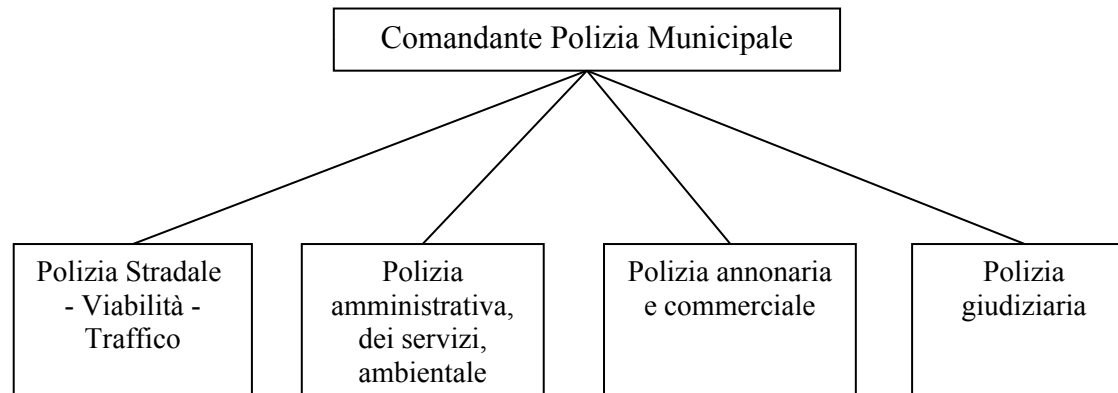 Comandante Polizia Municipale
Polizia Stradale
- Viabilità -
Traffico
Polizia
amministrativa,
dei servizi,
ambientale
Polizia annonaria
e commerciale
Polizia
giudiziaria